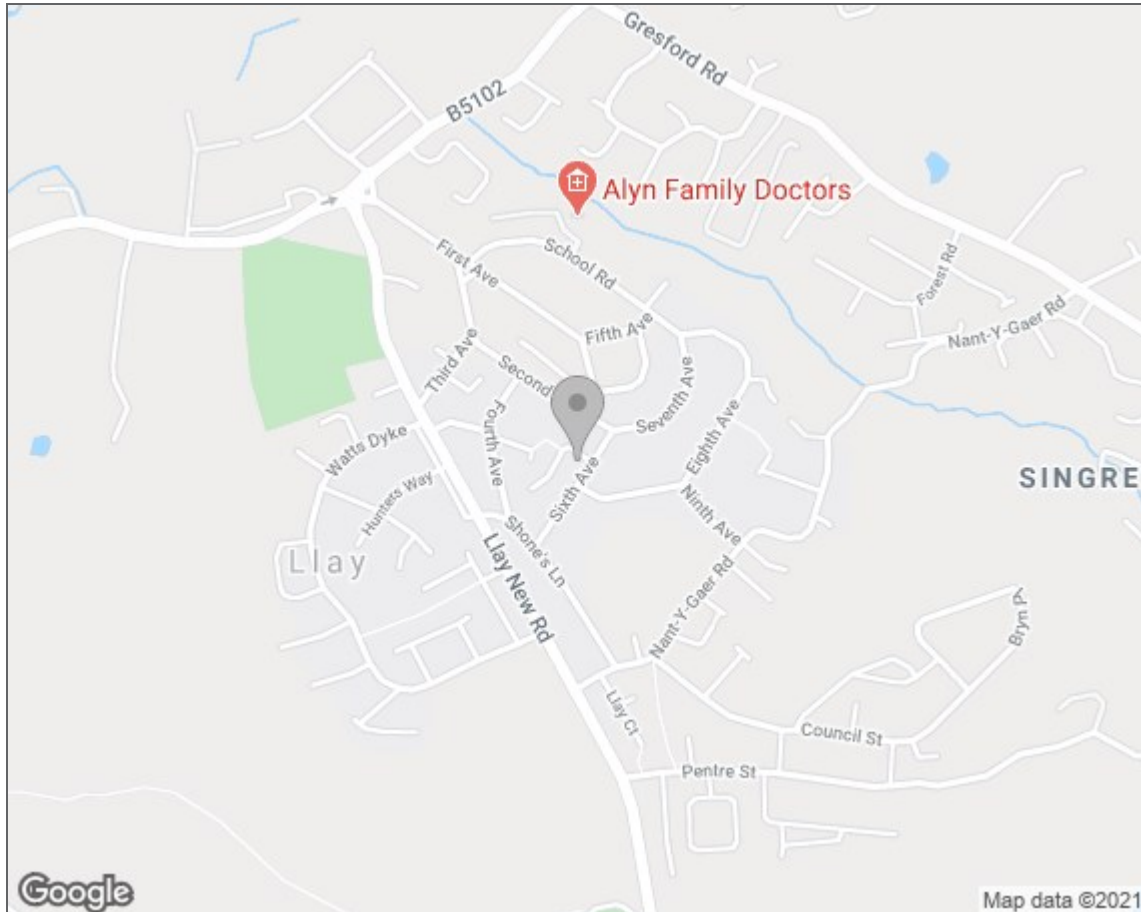 Gresford Rd
B5102
Alyn Family Doctors
School Rd
First Ave
Forest Rd
Nant-Y-Gaer Rd
Fifth Ave
Third Ave
Second
Seventh Ave
Fourth Ave
Eighth Ave
Watts Dyke
Hunters Way
Sixth Ave
Ninth Ave
SINGRE
Llay
Shone's Ln
Llay New Rd
Nant-Y-Gaer Rd
Bryn P
Llay Ct
Council St
Pentre St
Google
Map data ©2021